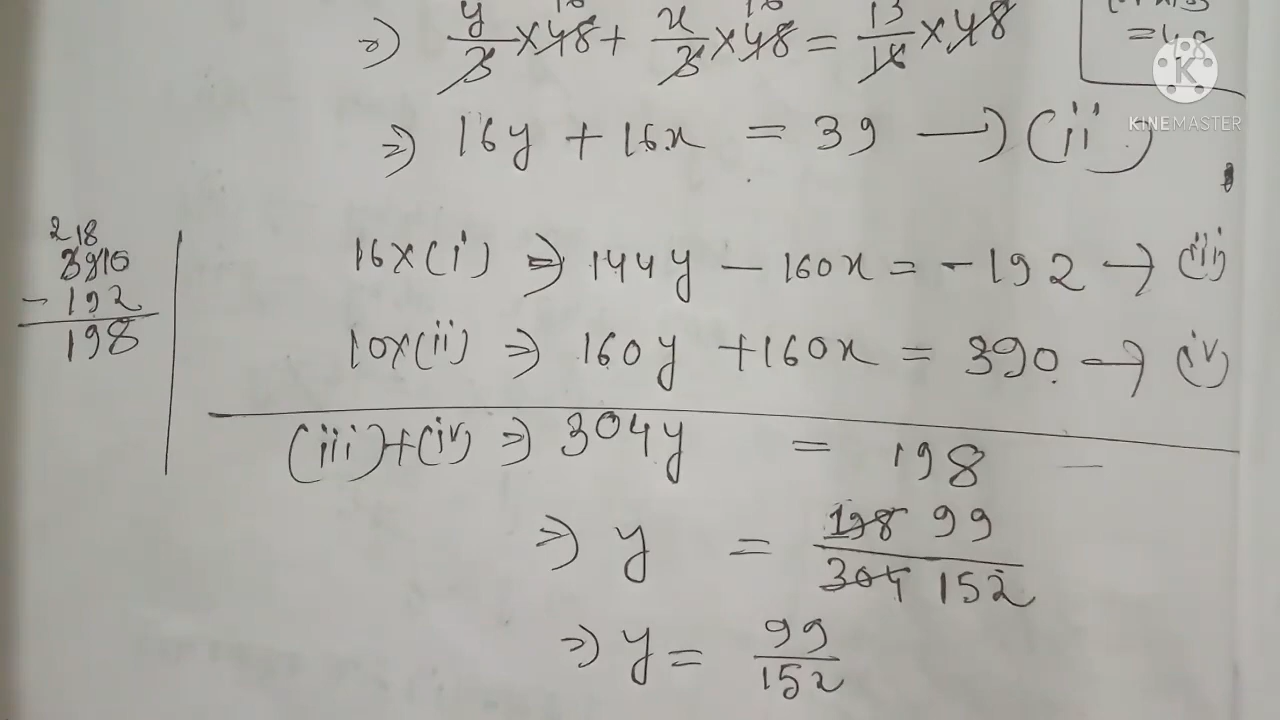 ⇒) y/3 × 48 + x/3 × 48 = 13/16 × 48
=48
KINEMASTER
⇒) 16y + 16x = 39 → (ii)
218
3910
- 192
198
16×(i) ⇒ 144y - 160x = -192 → (iii)
10×(ii) ⇒ 160y + 160x = 390 → (iv)
(iii)+(iv) ⇒ 304y = 198
⇒ y = 198 99 / 304 152
⇒ y = 99/152